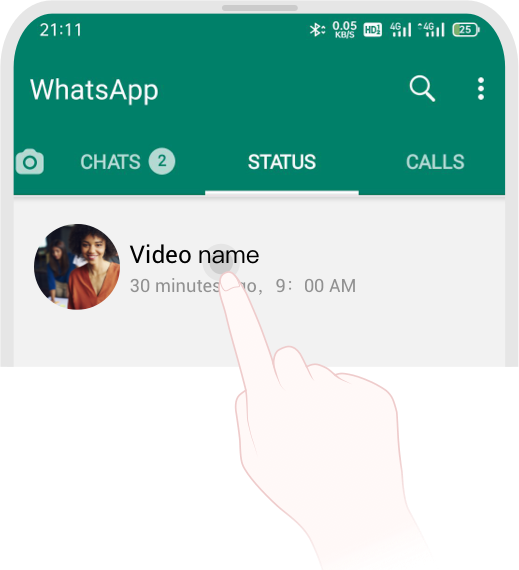 21:11 0.05 KB/S HD1 4G 4G 25
WhatsApp
CHATS 2 STATUS CALLS
Video name
30 minutes go, 9: 00 AM